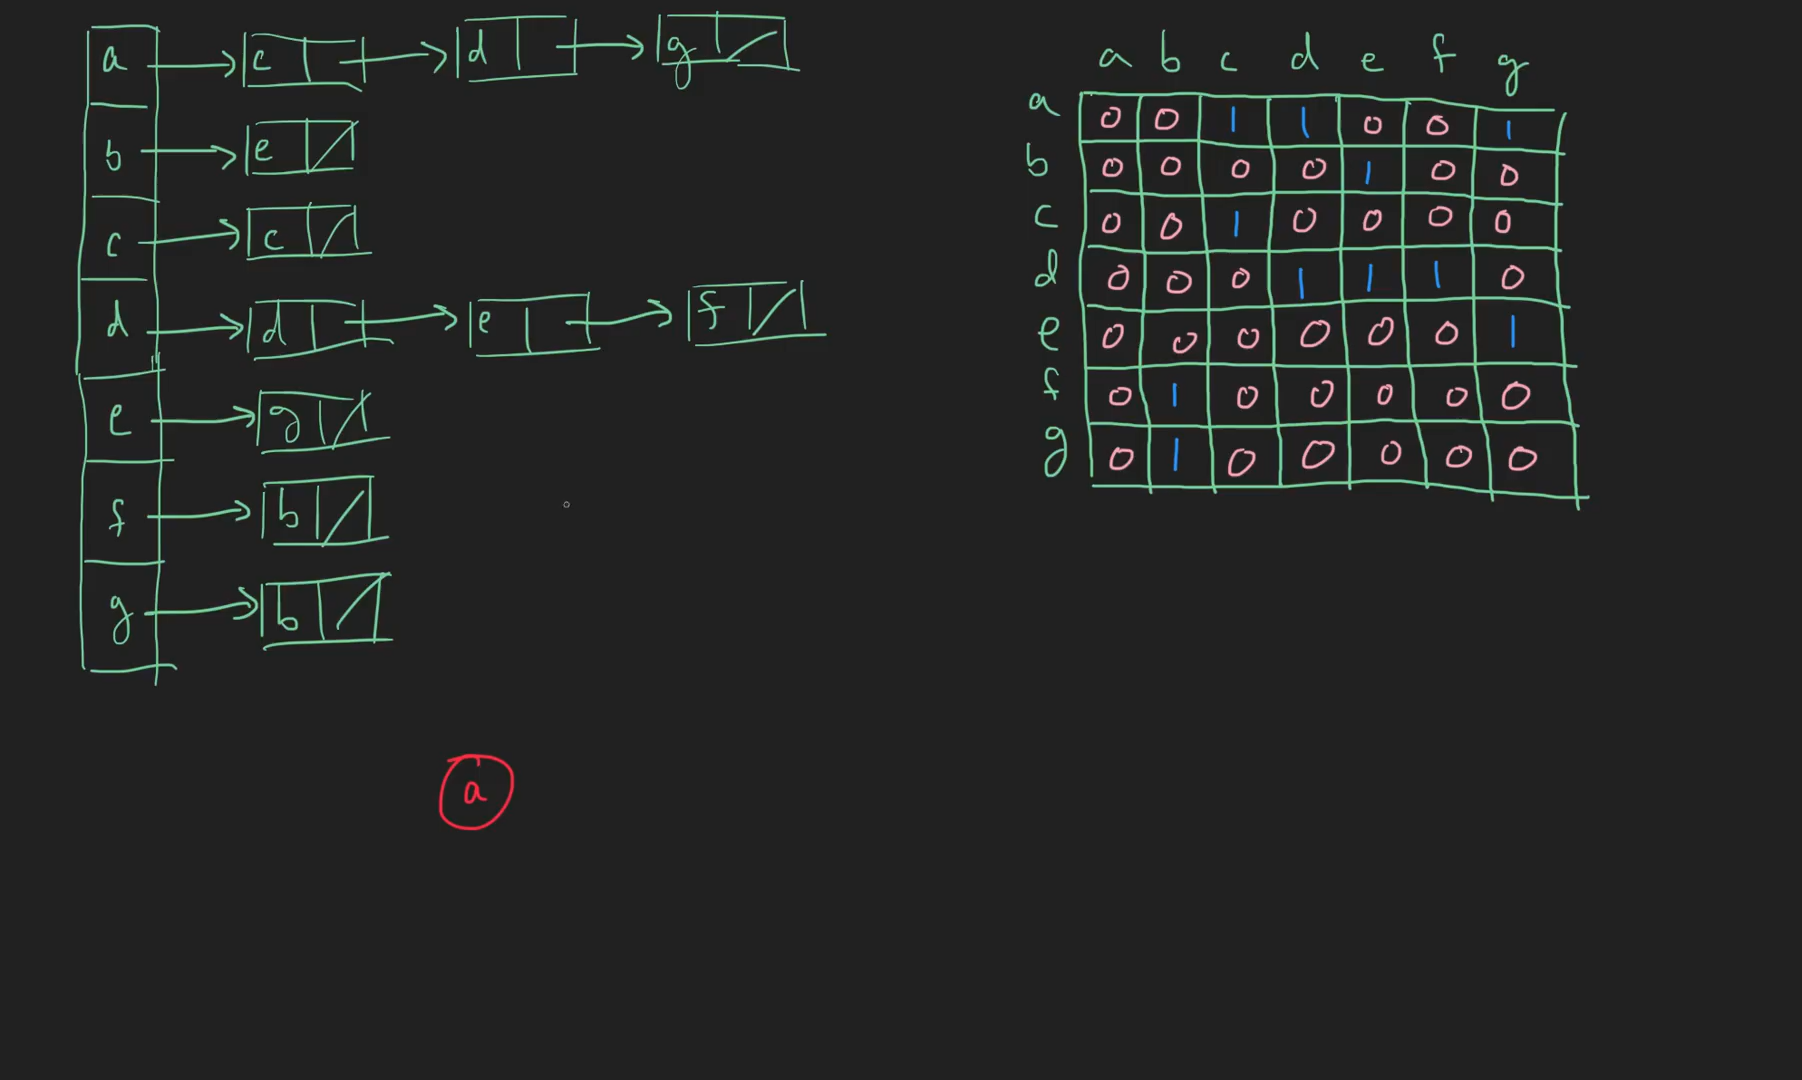 a c d g
b e
c c
d d e f
e g
f b
g b
a b c d e f g
a 0 0 1 1 0 0 1
b 0 0 0 0 1 0 0
c 0 0 1 0 0 0 0
d 0 0 0 1 1 1 0
e 0 0 0 0 0 0 1
f 0 1 0 0 0 0 0
g 0 1 0 0 0 0 0
a